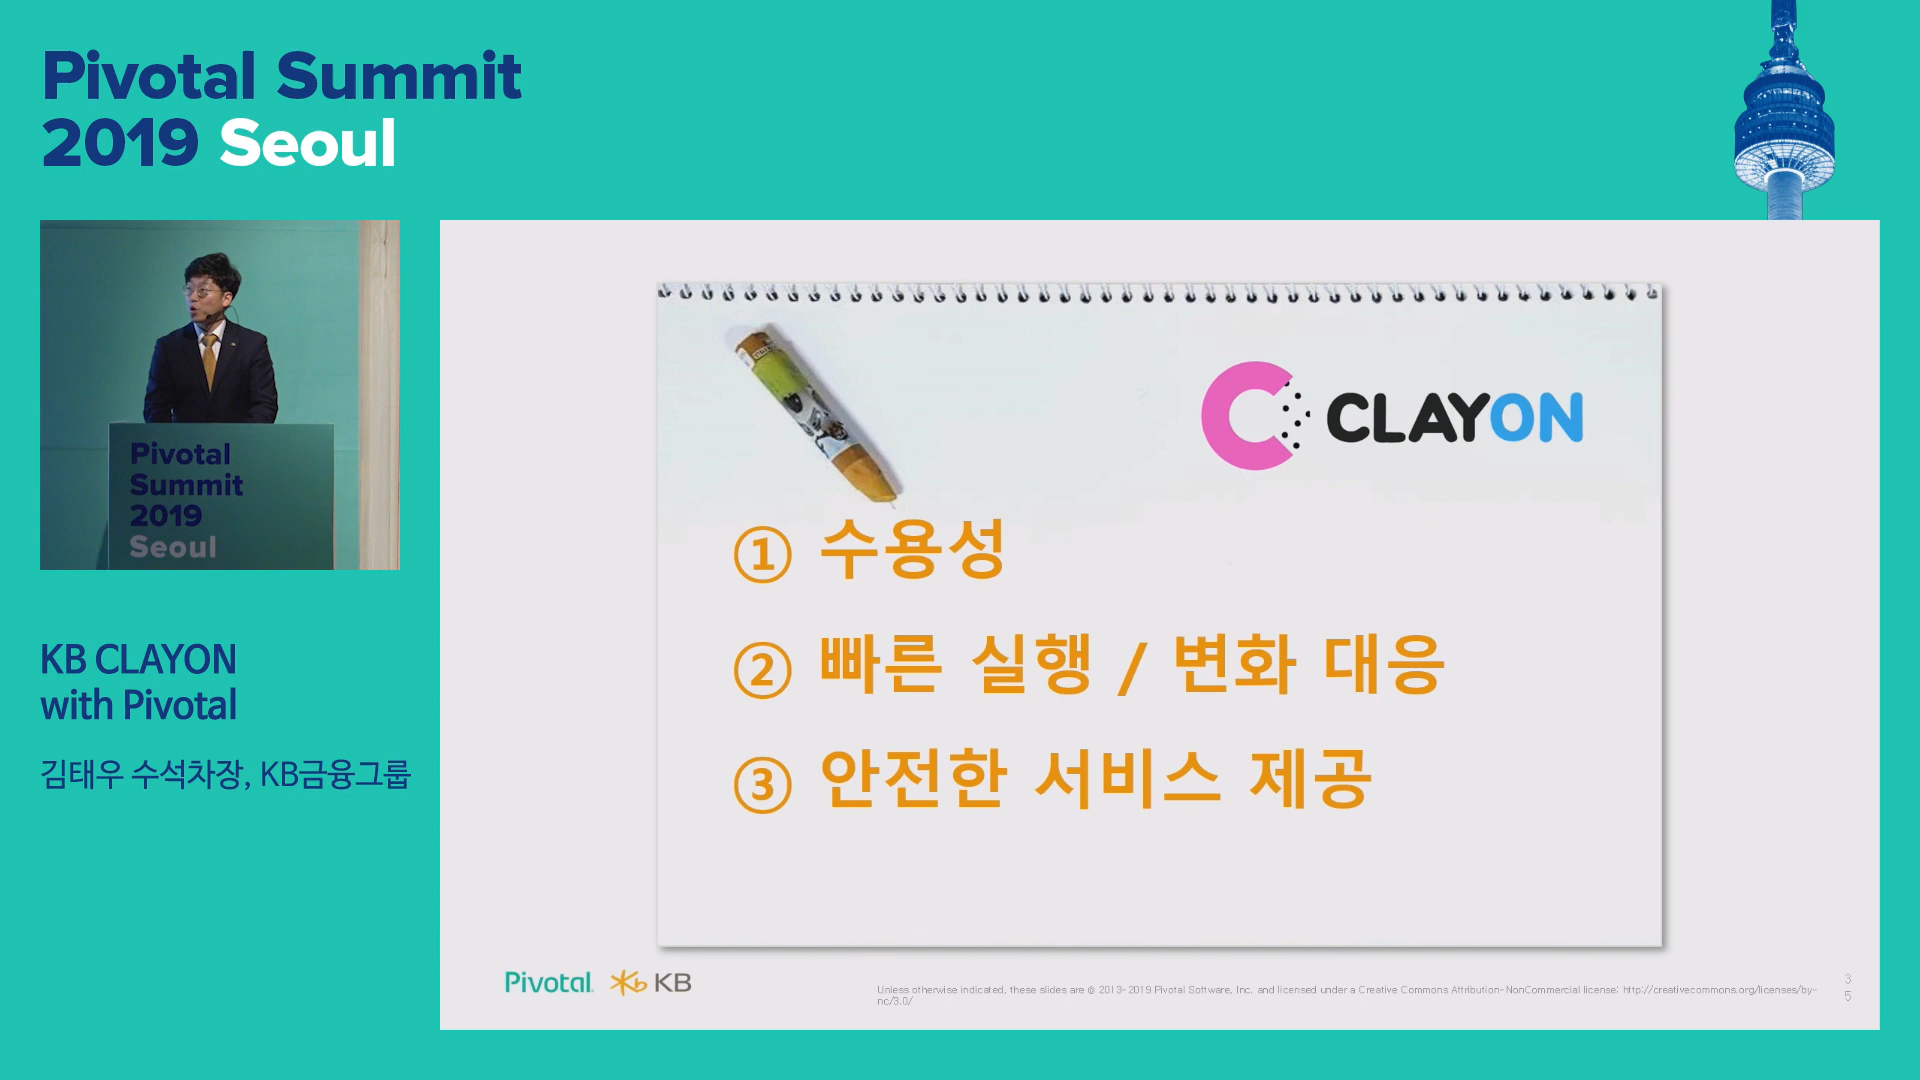 Pivotal Summit
2019 Seoul
Pivotal
Summit
2019
Seoul
KB CLAYON
with Pivotal
김태우 수석차장, KB금융그룹
CLAYON
① 수용성
② 빠른 실행 / 변화 대응
③ 안전한 서비스 제공
Pivotal KB
Unless otherwise indicated, these slides are © 2013-2019 Pivotal Software, Inc. and licensed under a Creative Commons Attribution-NonCommercial license: http://creativecommons.org/licenses/by-
nc/3.0/
3
5